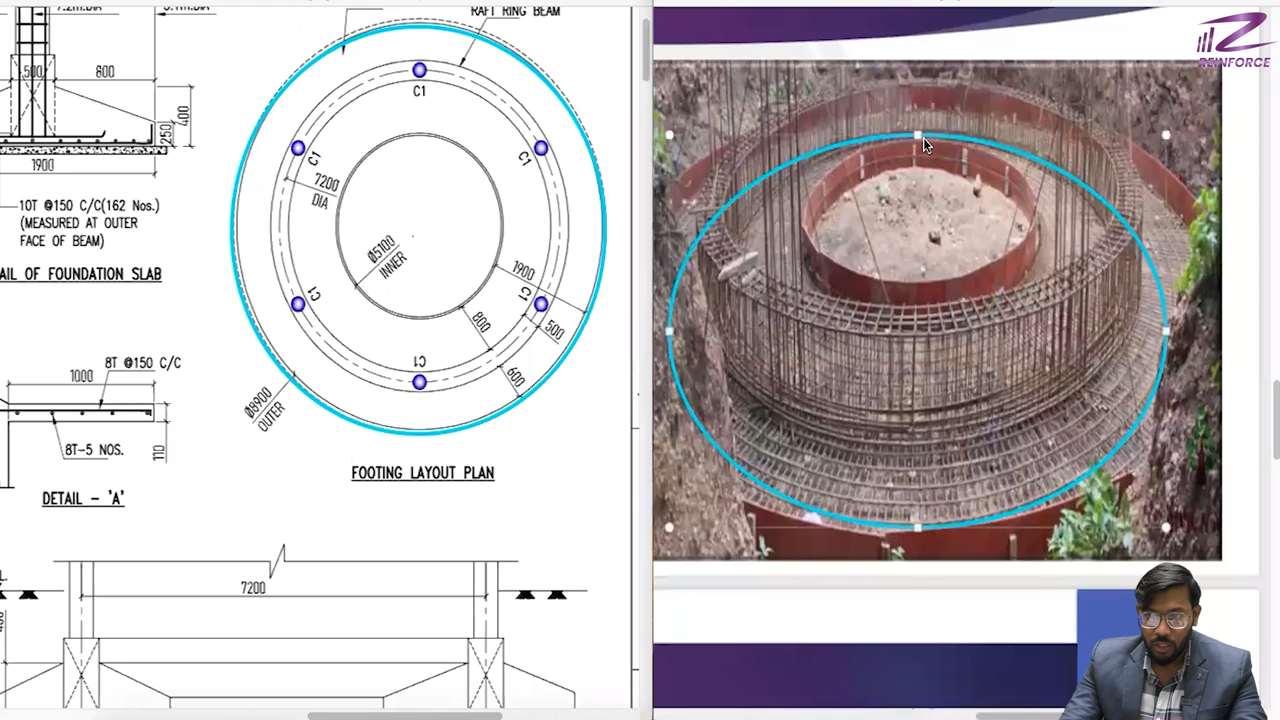 RAFT RING BEAM
500
800
400
250
1900
10T @150 C/C(162 Nos.)
(MEASURED AT OUTER
FACE OF BEAM)
AIL OF FOUNDATION SLAB
1000
8T @150 C/C
8T-5 NOS.
110
DETAIL - 'A'
C1
C1
C1
7200
DIA
Ø5100
INNER
1900
C1
C1
800
500
C1
600
Ø8900
OUTER
FOOTING LAYOUT PLAN
7200
REINFORCE